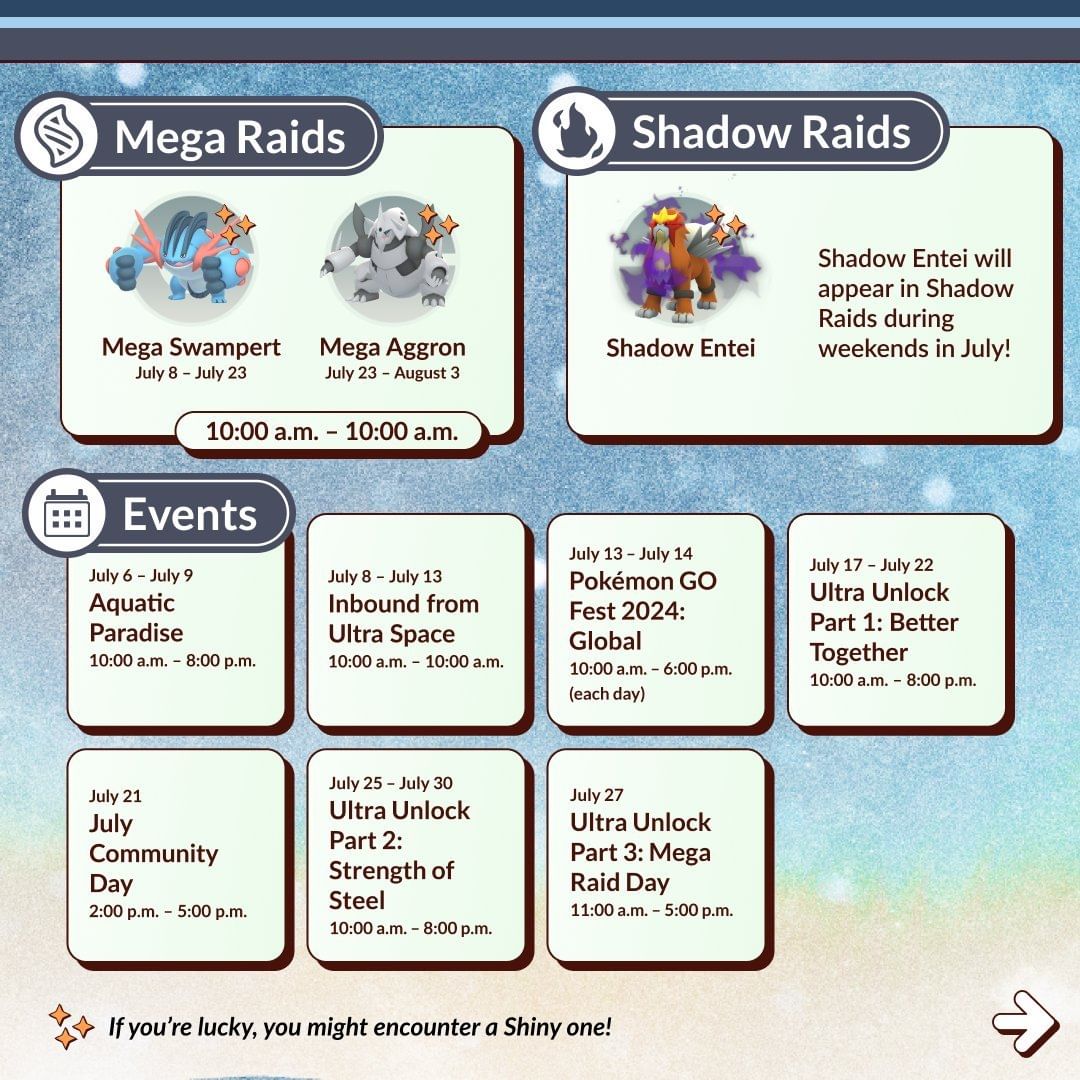 Mega Raids
Mega Swampert
July 8 – July 23
Mega Aggron
July 23 – August 3
10:00 a.m. – 10:00 a.m.
Shadow Raids
Shadow Entei
Shadow Entei will
appear in Shadow
Raids during
weekends in July!
Events
July 6 – July 9
Aquatic
Paradise
10:00 a.m. – 8:00 p.m.
July 8 – July 13
Inbound from
Ultra Space
10:00 a.m. – 10:00 a.m.
July 13 – July 14
Pokémon GO
Fest 2024:
Global
10:00 a.m. – 6:00 p.m.
(each day)
July 17 – July 22
Ultra Unlock
Part 1: Better
Together
10:00 a.m. – 8:00 p.m.
July 21
July
Community
Day
2:00 p.m. – 5:00 p.m.
July 25 – July 30
Ultra Unlock
Part 2:
Strength of
Steel
10:00 a.m. – 8:00 p.m.
July 27
Ultra Unlock
Part 3: Mega
Raid Day
11:00 a.m. – 5:00 p.m.
If you're lucky, you might encounter a Shiny one!